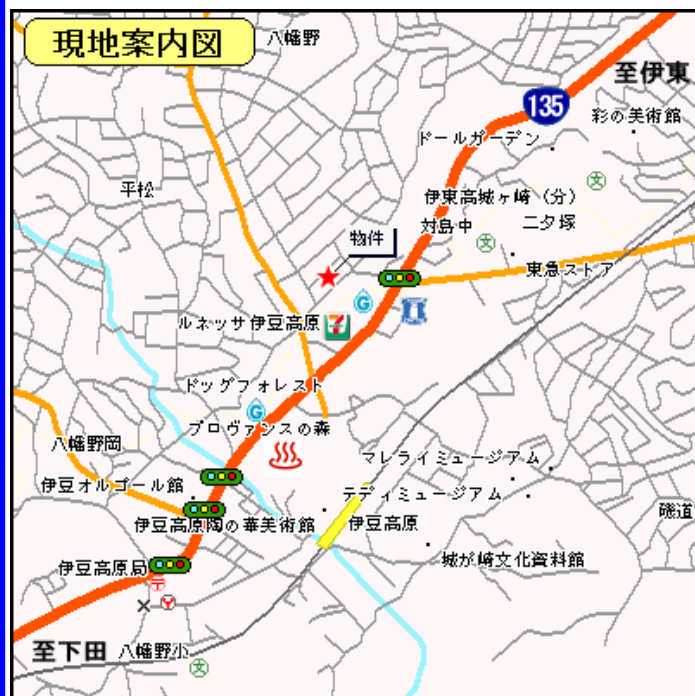 現地案内図
八幡野
至伊東
135
彩の美術館
ドールガーデン
文
平松
伊東高城ヶ崎(分)
対島中
二夕塚
物件
文
東急ストア
G
ルネッサ伊豆高原
7
ドッグフォレスト
G
プロヴァンスの森
八幡野岡
マレライミュージアム
伊豆オルゴール館
テディミュージアム
磯道
伊豆高原陶の華美術館
伊豆高原
伊豆高原局
城が崎文化資料館
至下田
八幡野小
文